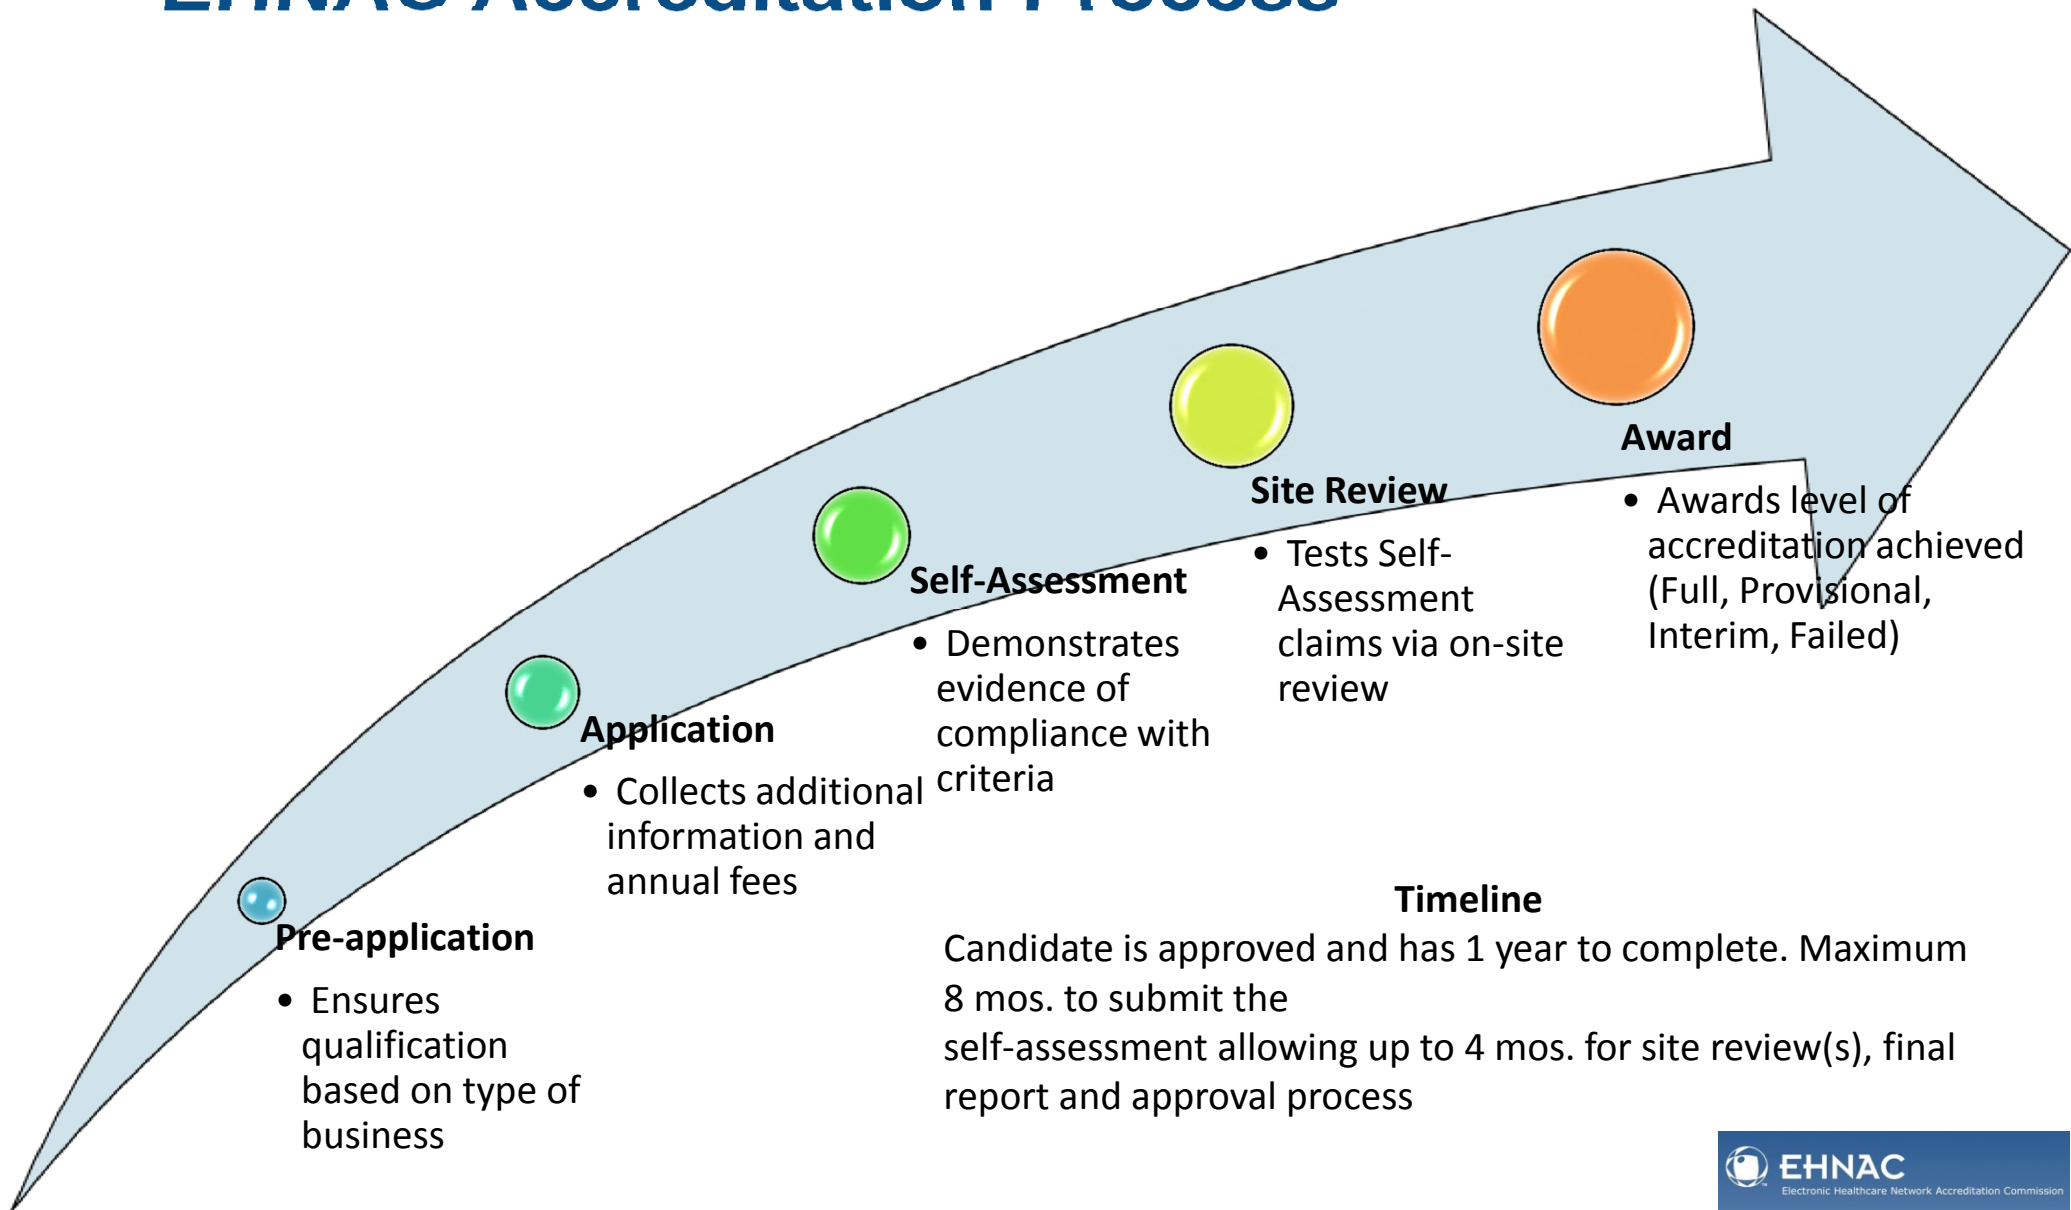 EHNAC Accreditation Process
Award
• Awards level of
accreditation achieved
(Full, Provisional,
Interim, Failed)
Site Review
• Tests Self-
Assessment
claims via on-site
review
Self-Assessment
• Demonstrates
evidence of
compliance with
criteria
Application
• Collects additional
information and
annual fees
Pre-application
• Ensures
qualification
based on type of
business
Timeline
Candidate is approved and has 1 year to complete. Maximum
8 mos. to submit the
self-assessment allowing up to 4 mos. for site review(s), final
report and approval process
EHNAC
Electronic Healthcare Network Accreditation Commission